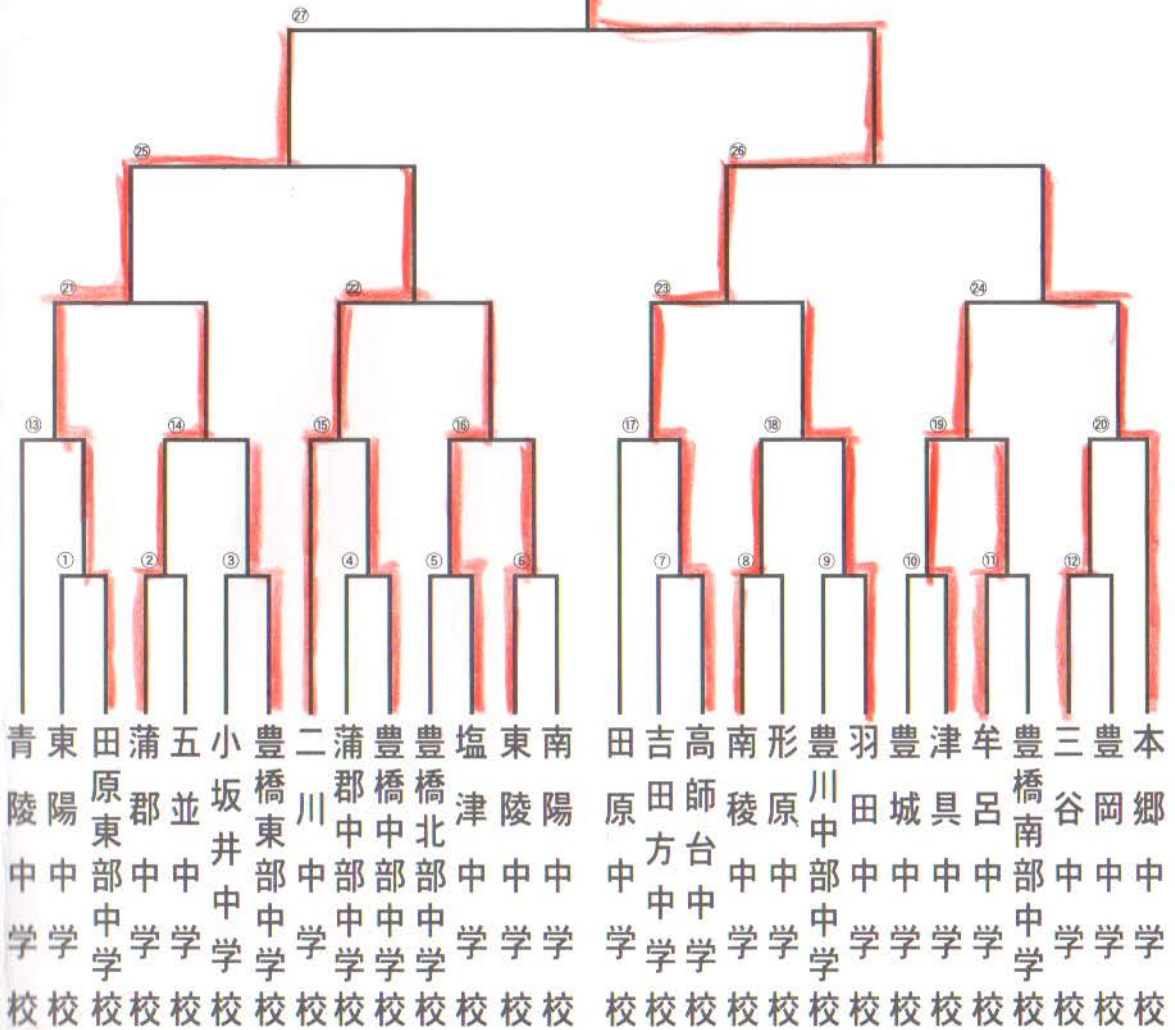 ㉗
㉕
㉖
㉑
㉒
㉓
㉔
⑬
⑭
⑮
⑯
⑰
⑱
⑲
⑳
①
②
③
④
⑤
⑥
⑦
⑧
⑨
⑩
⑪
⑫
青陵中学校
東陽中学校
田原東部中学校
蒲郡中学校
五並中学校
小坂井中学校
豊橋東部中学校
二川中学校
蒲郡中部中学校
豊橋中部中学校
豊橋北部中学校
塩津中学校
東陵中学校
南陽中学校
田原中学校
吉田方中学校
高師台中学校
南稜中学校
形原中学校
豊川中部中学校
羽田中学校
豊城中学校
津具中学校
牟呂中学校
豊橋南部中学校
三谷中学校
豊岡中学校
本郷中学校